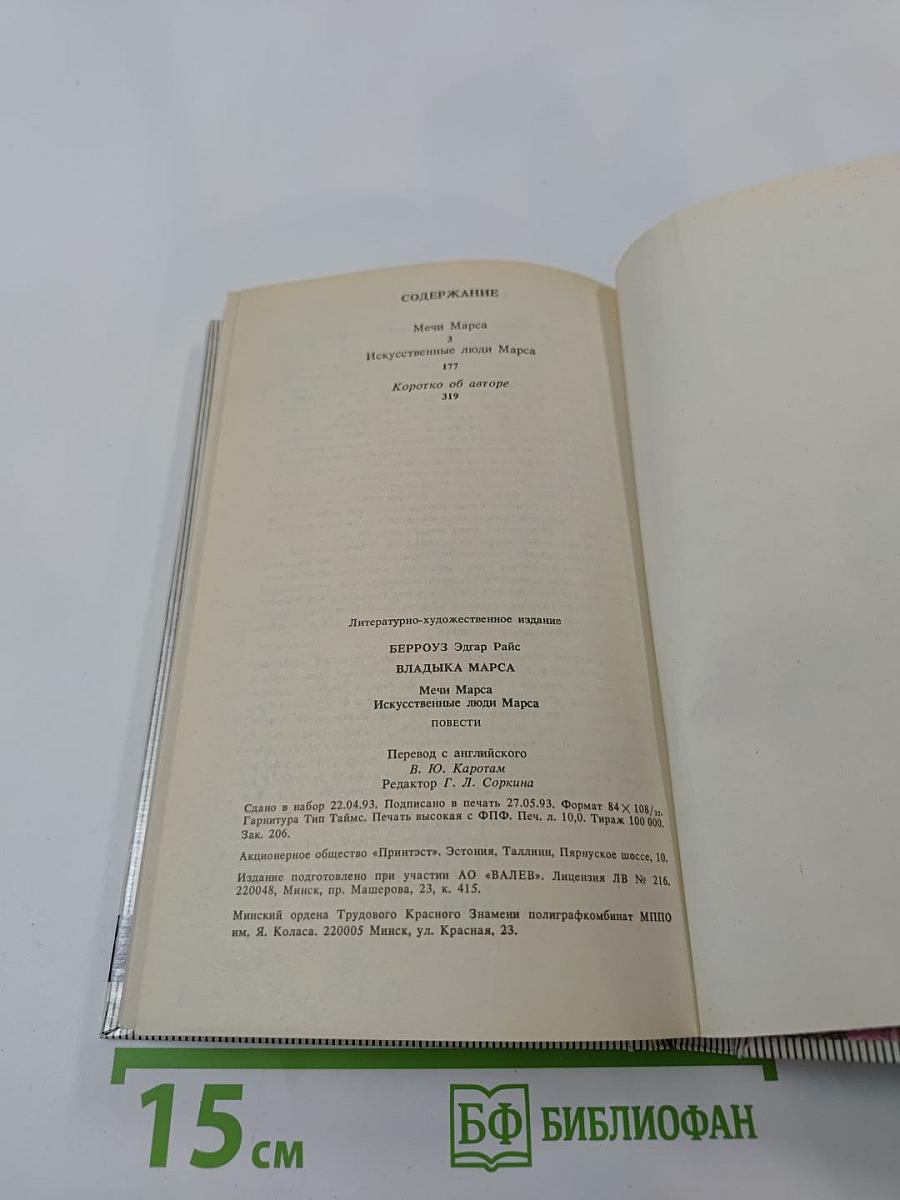 СОДЕРЖАНИЕ
Мечи Марса
3
Искусственные люди Марса
177
Коротко об авторе
319
Литературно-художественное издание
БЕРРОУЗ Эдгар Райс
ВЛАДЫКА МАРСА
Мечи Марса
Искусственные люди Марса
ПОВЕСТИ
Перевод с английского
В. Ю. Каротам
Редактор Г. Л. Соркина
Сдано в набор 22.04.93. Подписано в печать 27.05.93. Формат 84×108/32.
Гарнитура Тип Таймс. Печать высокая с ФПФ. Печ. л. 10,0. Тираж 100 000.
Зак. 206.
Акционерное общество «Принтэст». Эстония, Таллинн, Пярнуское шоссе, 10.
Издание подготовлено при участии АО «ВАЛЕВ». Лицензия ЛВ № 216.
220048, Минск, пр. Машерова, 23, к. 415.
Минский ордена Трудового Красного Знамени полиграфкомбинат МППО
им, Я. Коласа. 220005 Минск, ул. Красная, 23.
15 см
БФ БИБЛИОФАН